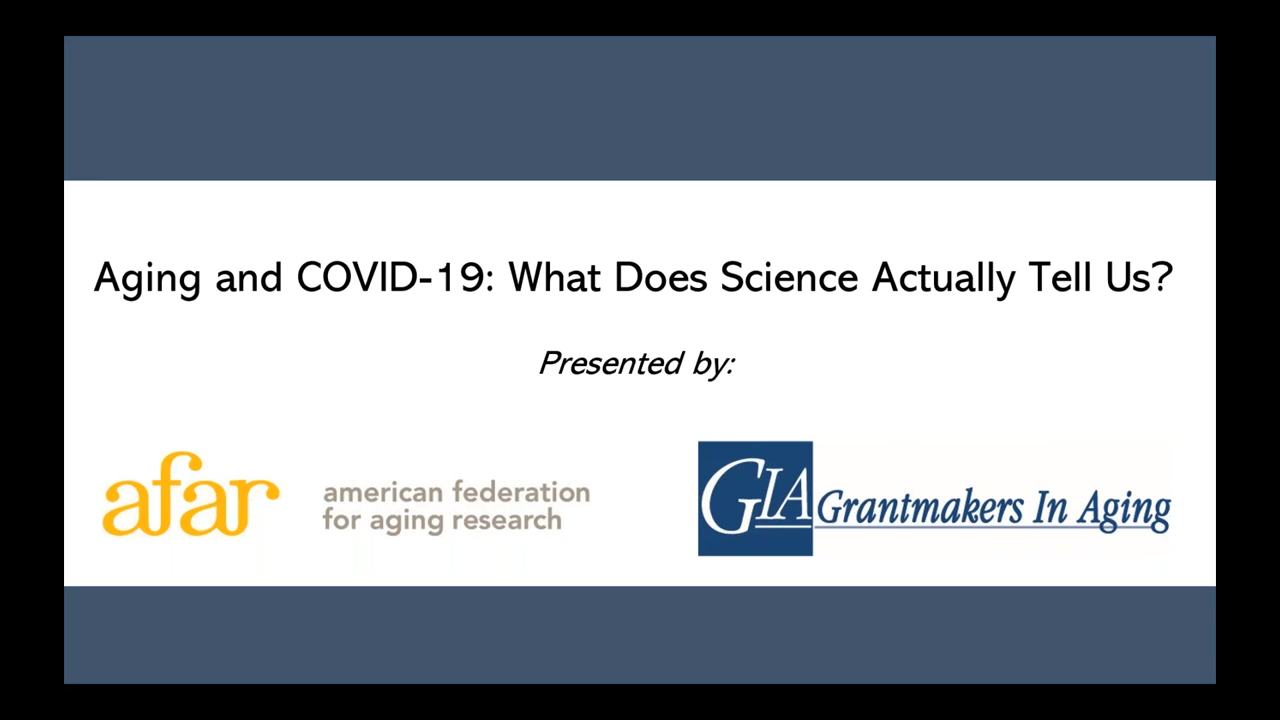 Aging and COVID-19: What Does Science Actually Tell Us?
Presented by:
afar
american federation
for aging research
GIA Grantmakers In Aging